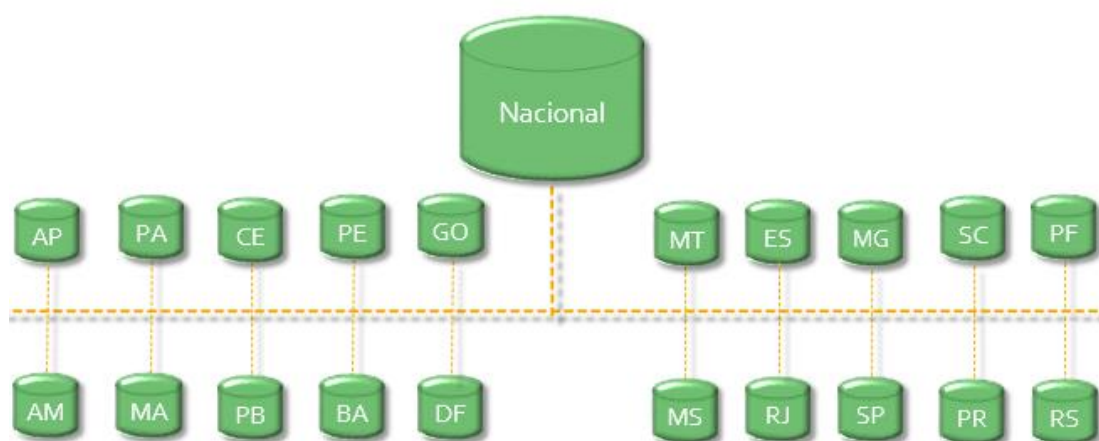 Nacional
AP PA CE PE GO MT ES MG SC PF
AM MA PB BA DF MS RJ SP PR RS